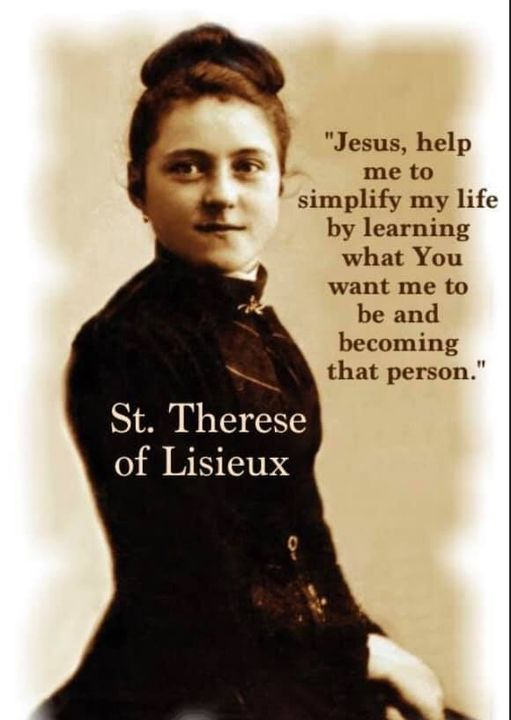 "Jesus, help
me to
simplify my life
by learning
what You
want me to
be and
becoming
that person."
St. Therese
of Lisieux